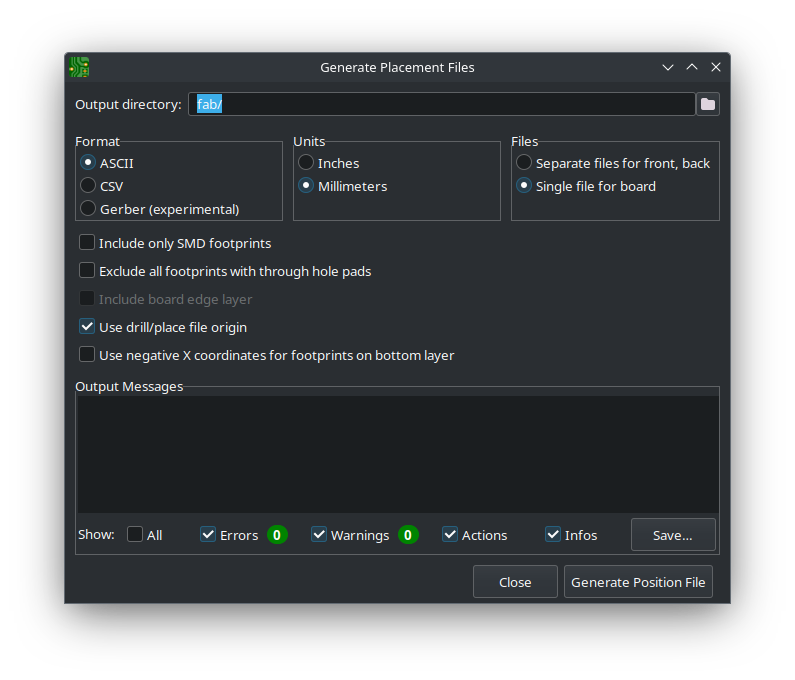 Generate Placement Files
Output directory: fab/
Format
ASCII
CSV
Gerber (experimental)
Units
Inches
Millimeters
Files
Separate files for front, back
Single file for board
Include only SMD footprints
Exclude all footprints with through hole pads
Include board edge layer
Use drill/place file origin
Use negative X coordinates for footprints on bottom layer
Output Messages
Show: All Errors 0 Warnings 0 Actions Infos Save...
Close Generate Position File